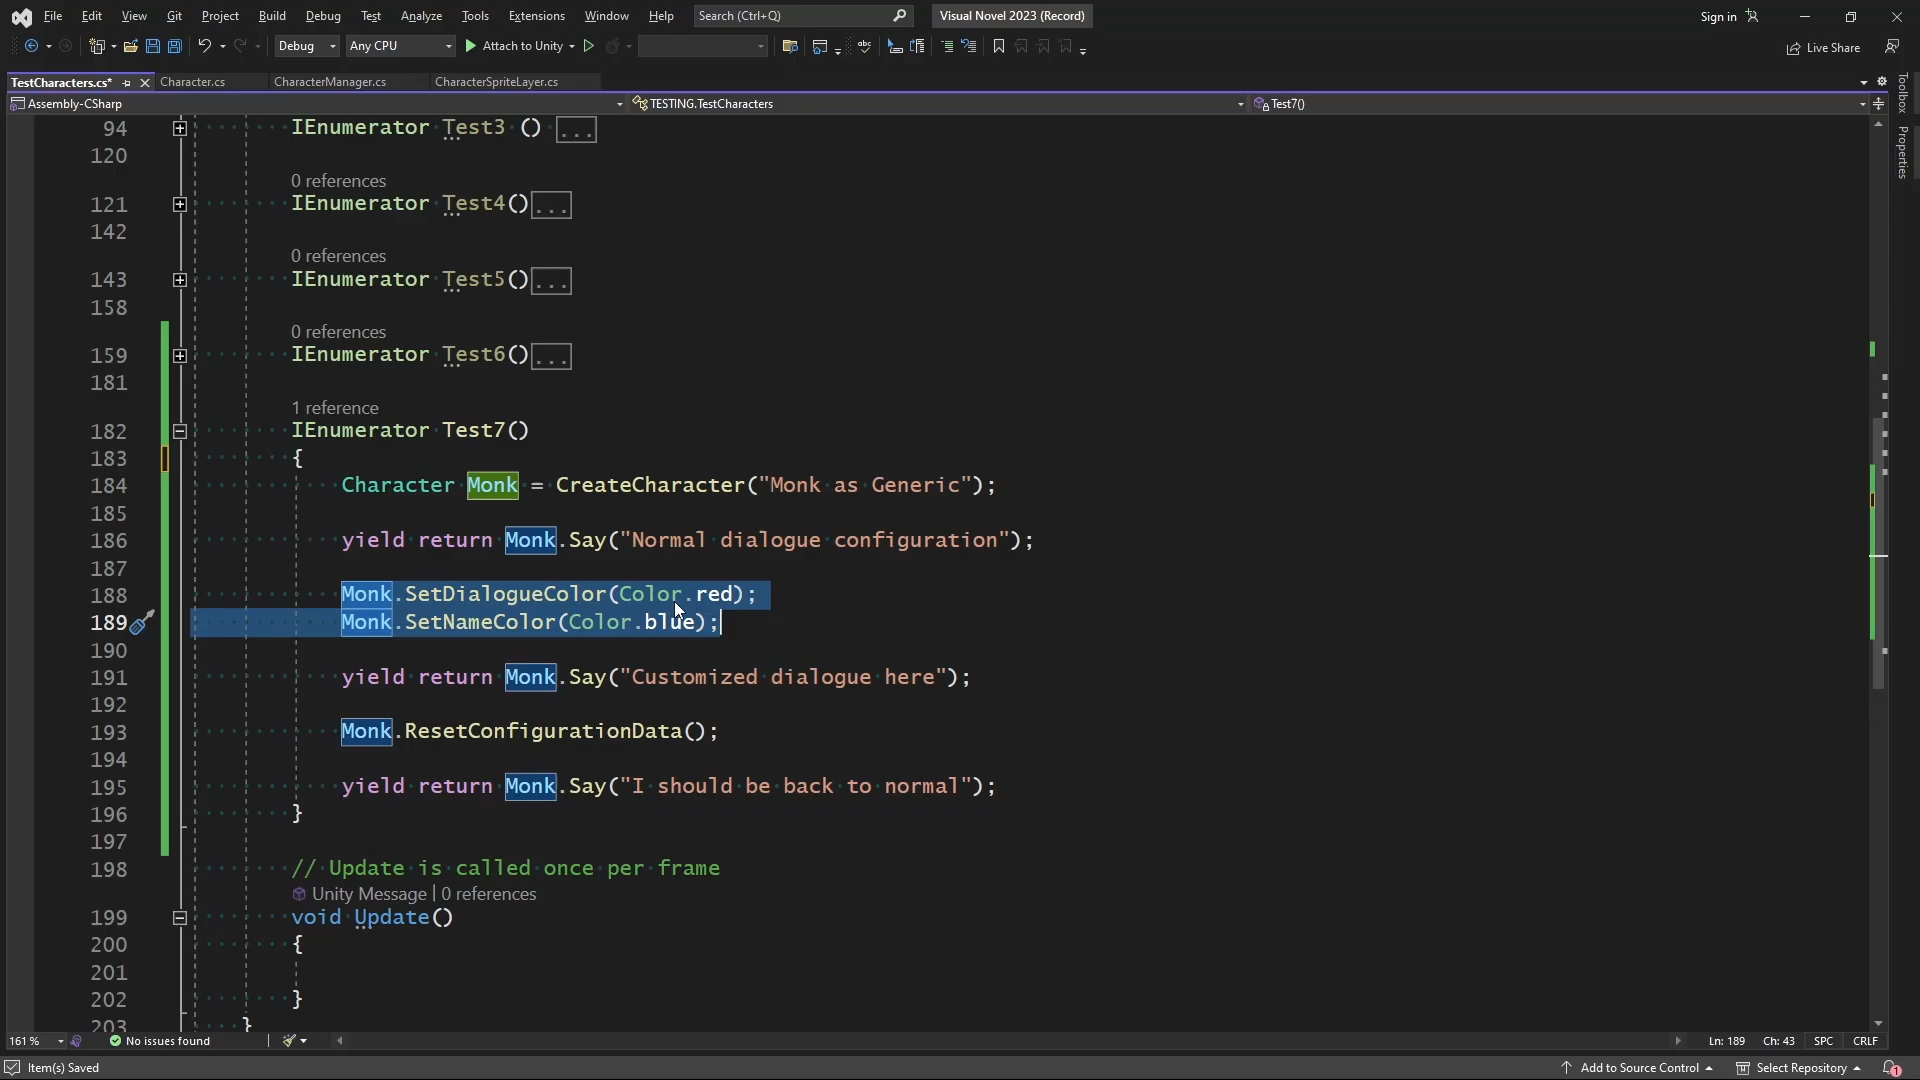 File Edit View Git Project Build Debug Test Analyze Tools Extensions Window Help Search (Ctrl+Q) Visual Novel 2023 (Record) Sign in
Debug Any CPU Attach to Unity Live Share
TestCharacters.cs* Character.cs CharacterManager.cs CharacterSpriteLayer.cs
Assembly-CSharp TESTING.TestCharacters Test7()
Toolbox
Properties
94 IEnumerator Test3 () ...
120
0 references
121 IEnumerator Test4() ...
142
0 references
143 IEnumerator Test5() ...
158
0 references
159 IEnumerator Test6() ...
181
1 reference
182 IEnumerator Test7()
183 {
184 Character Monk = CreateCharacter("Monk as Generic");
185
186 yield return Monk.Say("Normal dialogue configuration");
187
188 Monk.SetDialogueColor(Color.red);
189 Monk.SetNameColor(Color.blue);
190
191 yield return Monk.Say("Customized dialogue here");
192
193 Monk.ResetConfigurationData();
194
195 yield return Monk.Say("I should be back to normal");
196 }
197
198 // Update is called once per frame
Unity Message | 0 references
199 void Update()
200 {
201
202 }
203 }
161 % No issues found Ln: 189 Ch: 43 SPC CRLF
Item(s) Saved Add to Source Control Select Repository 1